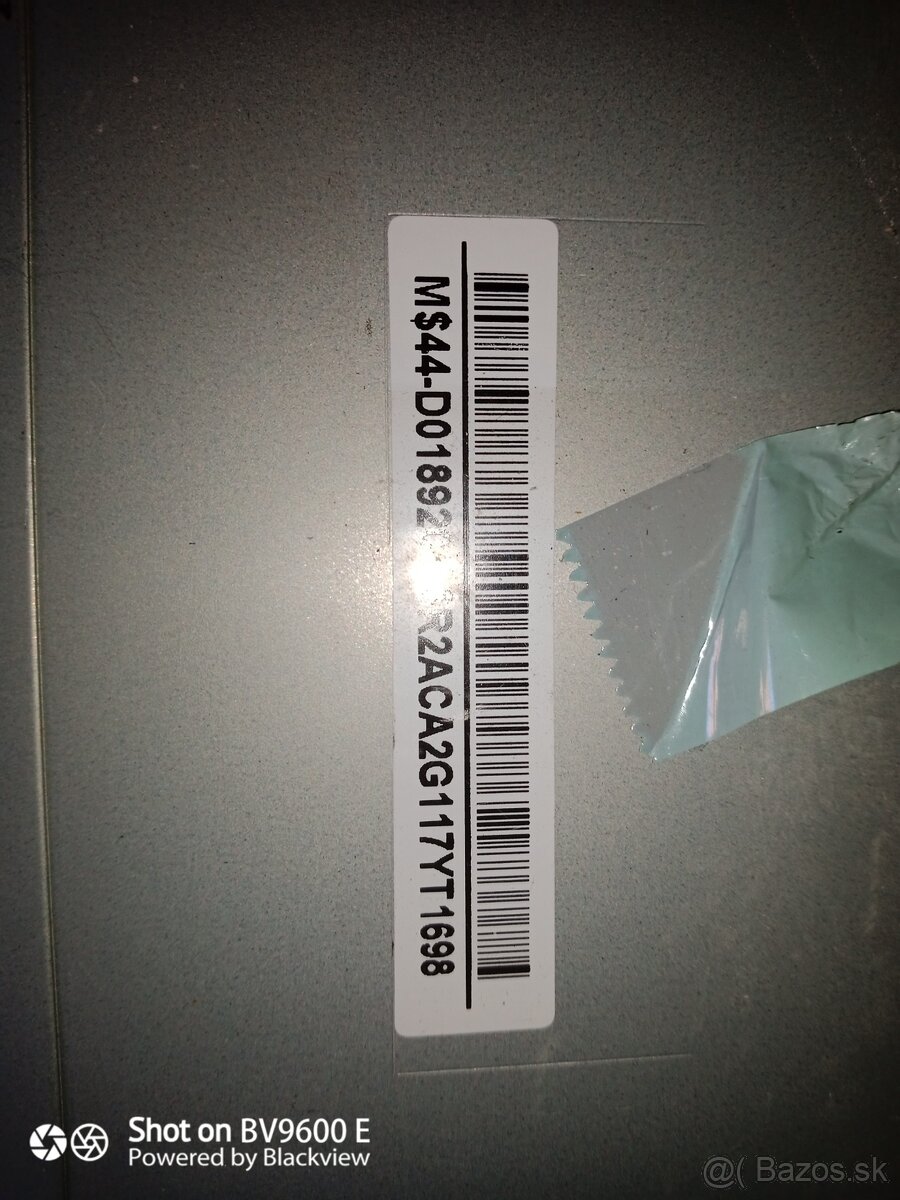 M$44-D01892
R2ACA2G117YT1698
Shot on BV9600 E
Powered by Blackview
@( Bazos.sk